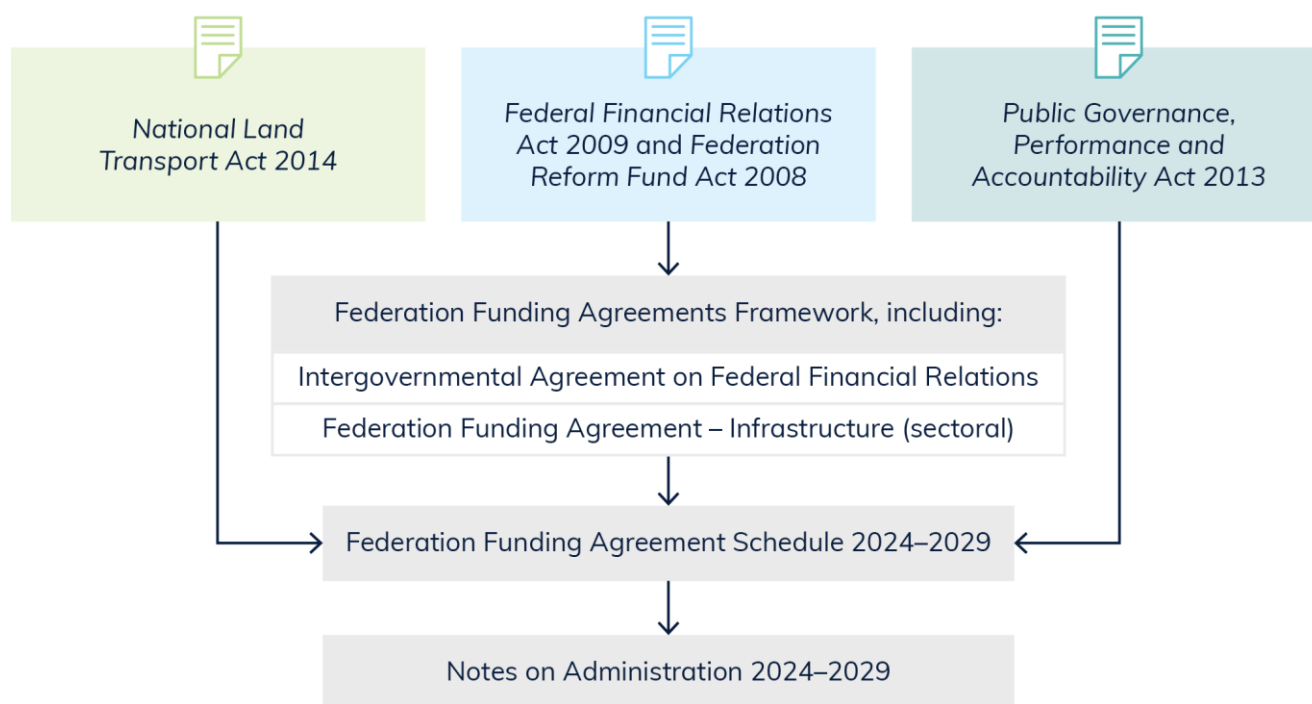 National Land
Transport Act 2014
Federal Financial Relations
Act 2009 and Federation
Reform Fund Act 2008
Public Governance,
Performance and
Accountability Act 2013
Federation Funding Agreements Framework, including:
Intergovernmental Agreement on Federal Financial Relations
Federation Funding Agreement – Infrastructure (sectoral)
Federation Funding Agreement Schedule 2024–2029
Notes on Administration 2024–2029